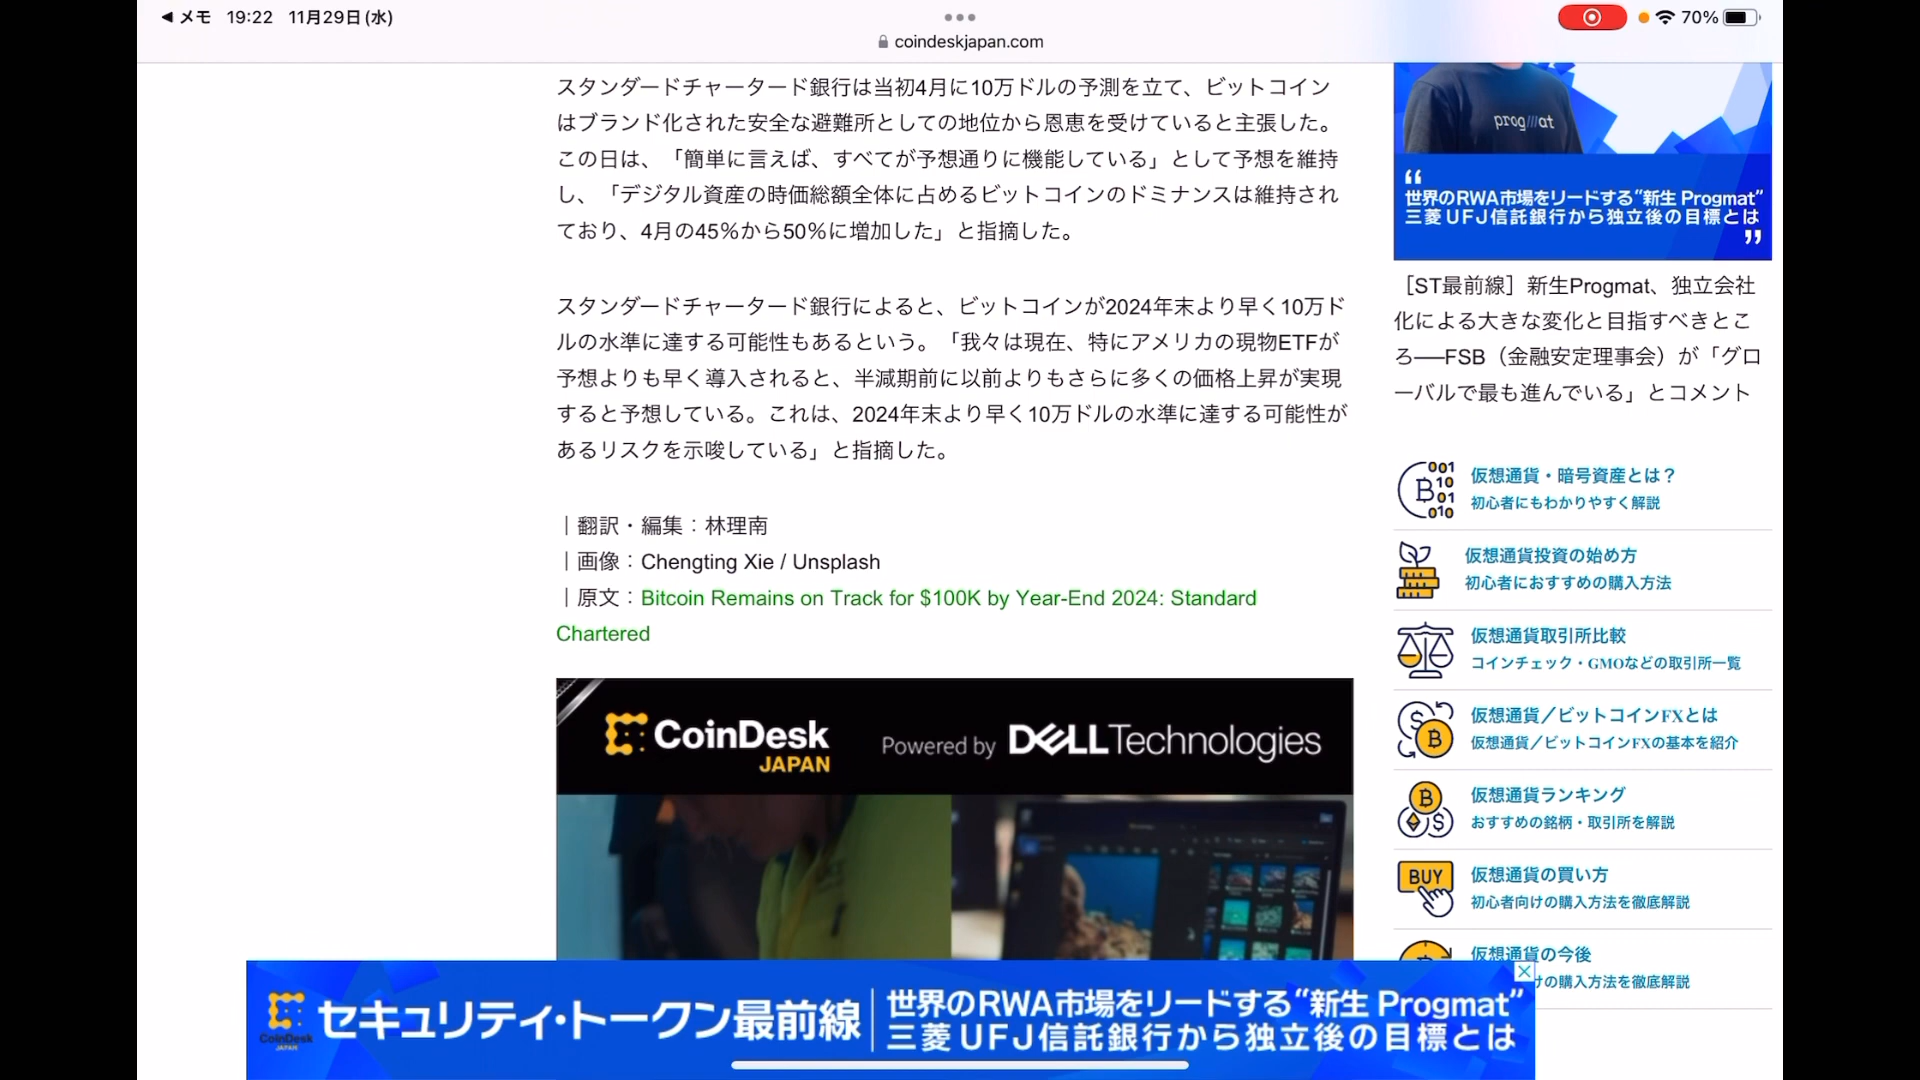 メモ 19:22 11月29日(水)
70%
coindeskjapan.com
スタンダードチャータード銀行は当初4月に10万ドルの予測を立て、ビットコイン
はブランド化された安全な避難所としての地位から恩恵を受けていると主張した。
この日は、「簡単に言えば、すべてが予想通りに機能している」として予想を維持
し、「デジタル資産の時価総額全体に占めるビットコインのドミナンスは維持され
ており、4月の45%から50%に増加した」と指摘した。
スタンダードチャータード銀行によると、ビットコインが2024年末より早く10万ド
ルの水準に達する可能性もあるという。「我々は現在、特にアメリカの現物ETFが
予想よりも早く導入されると、半減期前に以前よりもさらに多くの価格上昇が実現
すると予想している。これは、2024年末より早く10万ドルの水準に達する可能性が
あるリスクを示唆している」と指摘した。
｜翻訳・編集：林理南
｜画像：Chengting Xie / Unsplash
｜原文：Bitcoin Remains on Track for $100K by Year-End 2024: Standard
Chartered
CoinDesk
JAPAN
Powered by DELLTechnologies
prog///at
“
世界のRWA市場をリードする“新生 Progmat”
三菱UFJ信託銀行から独立後の目標とは
”
［ST最前線］新生Progmat、独立会社
化による大きな変化と目指すべきとこ
ろ──FSB（金融安定理事会）が「グロ
ーバルで最も進んでいる」とコメント
仮想通貨・暗号資産とは？
初心者にもわかりやすく解説
仮想通貨投資の始め方
初心者におすすめの購入方法
仮想通貨取引所比較
コインチェック・GMOなどの取引所一覧
仮想通貨／ビットコインFXとは
仮想通貨／ビットコインFXの基本を紹介
仮想通貨ランキング
おすすめの銘柄・取引所を解説
BUY
仮想通貨の買い方
初心者向けの購入方法を徹底解説
仮想通貨の今後
けの購入方法を徹底解説
CoinDesk
JAPAN
セキュリティ・トークン最前線
世界のRWA市場をリードする“新生 Progmat”
三菱UFJ信託銀行から独立後の目標とは